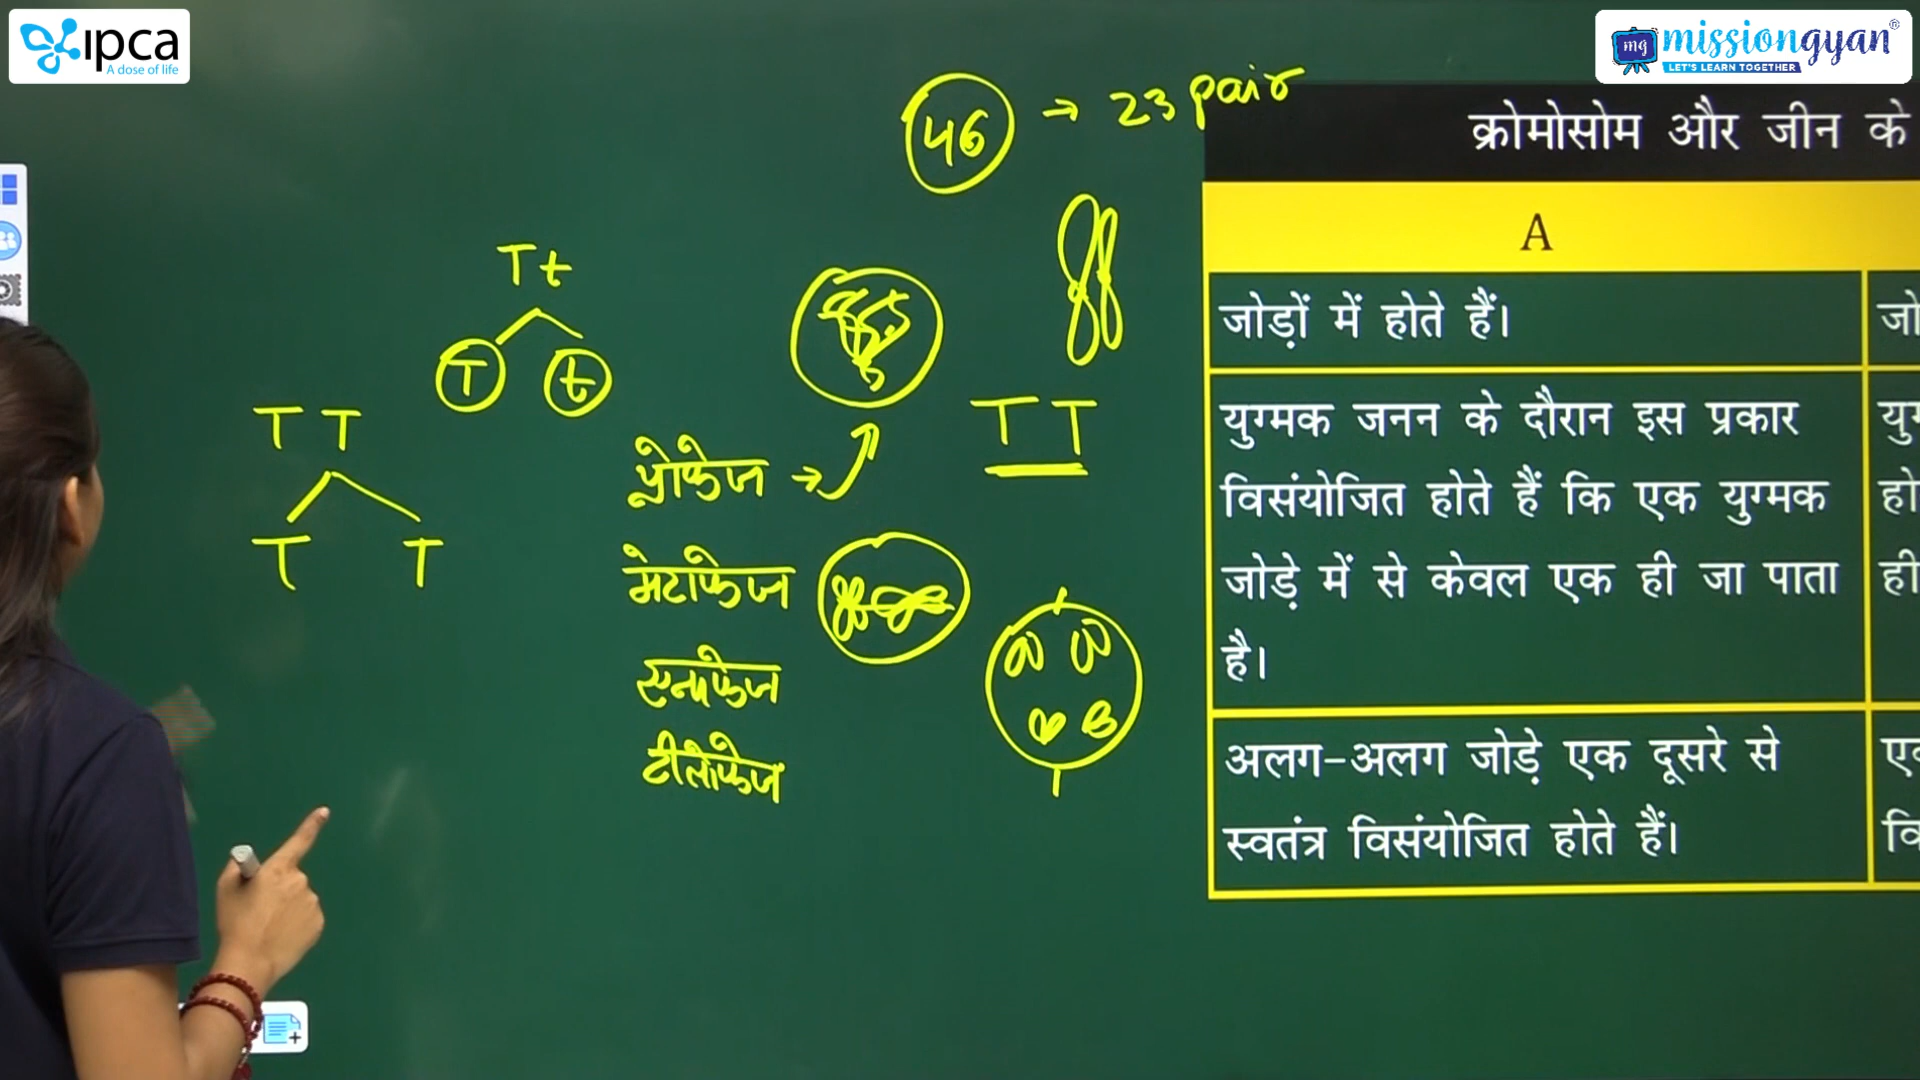 ipca
A dose of life
missiongyan®
mg
LET'S LEARN TOGETHER
46 → 23 pair
क्रोमोसोम और जीन के
A
Tt
T t
TT
T T
प्रोफेज →
TT
मेटाफेज
एनाफेज
टीलोफेज
जोड़ों में होते हैं।
जो
युग्मक जनन के दौरान इस प्रकार
विसंयोजित होते हैं कि एक युग्मक
हो
जोड़े में से केवल एक ही जा पाता
ही
है।
अलग-अलग जोड़े एक दूसरे से
स्वतंत्र विसंयोजित होते हैं।
वि